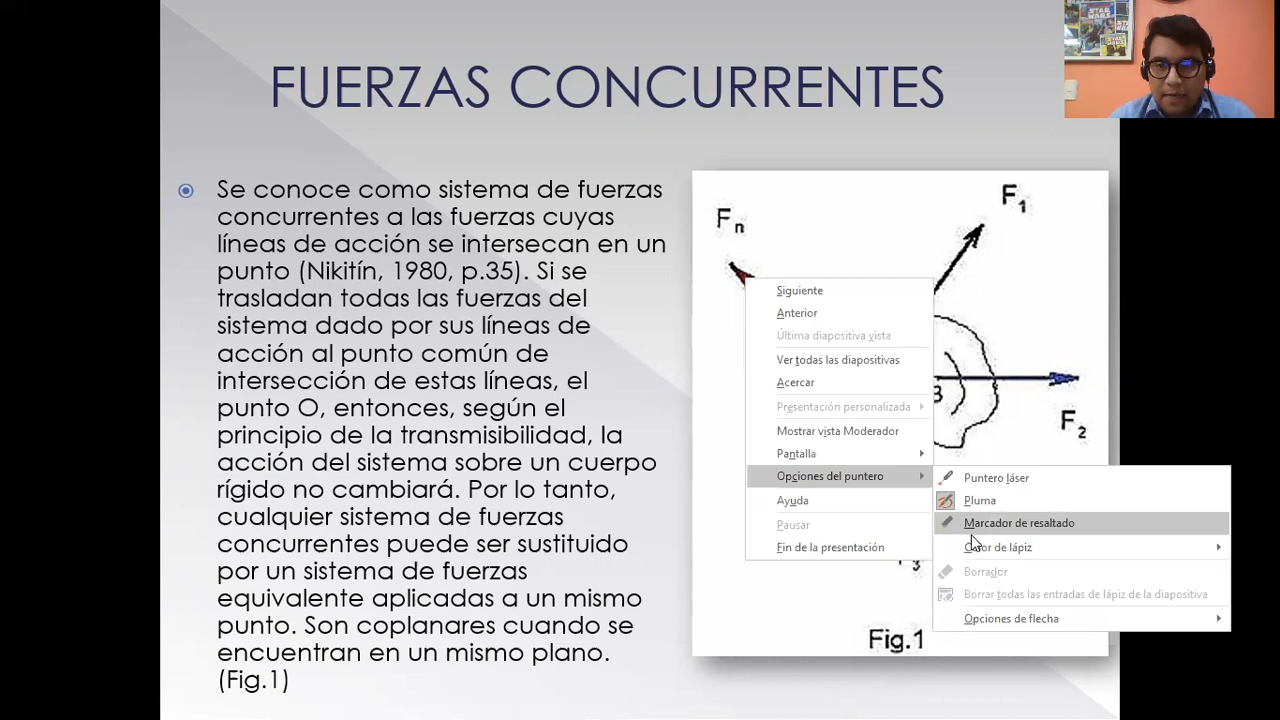 FUERZAS CONCURRENTES
Se conoce como sistema de fuerzas
concurrentes a las fuerzas cuyas
líneas de acción se intersecan en un
punto (Nikitín, 1980, p.35). Si se
trasladan todas las fuerzas del
sistema dado por sus líneas de
acción al punto común de
intersección de estas líneas, el
punto O, entonces, según el
principio de la transmisibilidad, la
acción del sistema sobre un cuerpo
rígido no cambiará. Por lo tanto,
cualquier sistema de fuerzas
concurrentes puede ser sustituido
por un sistema de fuerzas
equivalente aplicadas a un mismo
punto. Son coplanares cuando se
encuentran en un mismo plano.
(Fig.1)
Fn
F1
F2
Fig.1
Siguiente
Anterior
Última diapositiva vista
Ver todas las diapositivas
Acercar
Presentación personalizada
Mostrar vista Moderador
Pantalla
Opciones del puntero
Ayuda
Pausar
Fin de la presentación
Puntero láser
Pluma
Marcador de resaltado
de lápiz
Borrador
Borrar todas las entradas de lápiz de la diapositiva
Opciones de flecha
STAR WARS